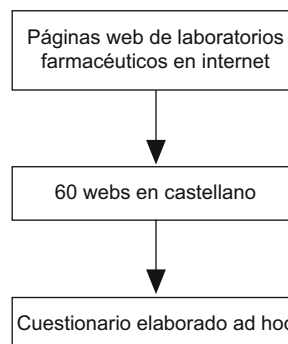 Páginas web de laboratorios
farmacéuticos en internet
60 webs en castellano
Cuestionario elaborado ad hoc